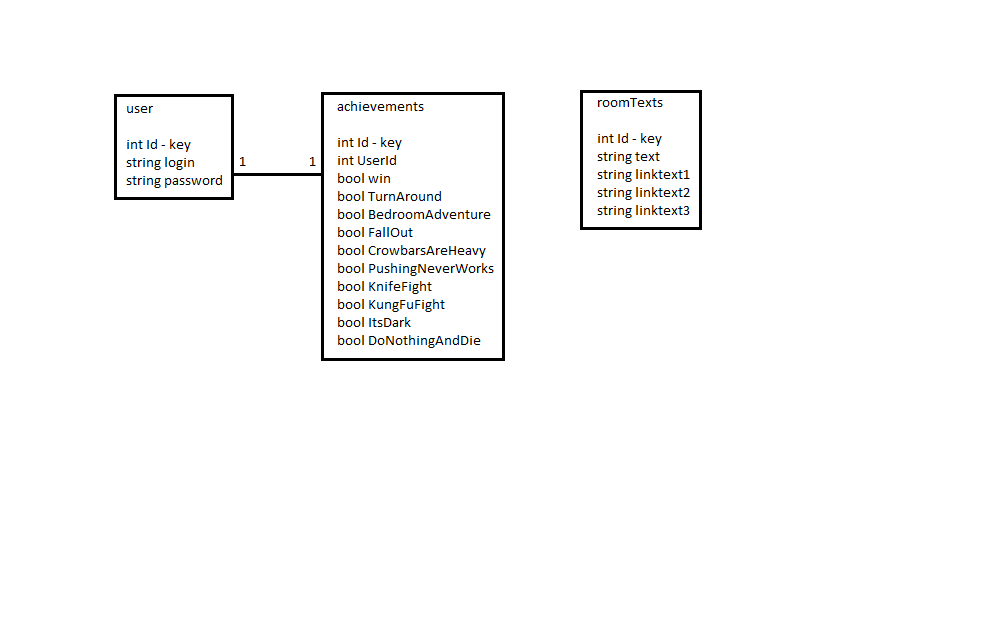 user
int Id - key
string login
string password
1
1
achievements
int Id - key
int UserId
bool win
bool TurnAround
bool BedroomAdventure
bool FallOut
bool CrowbarsAreHeavy
bool PushingNeverWorks
bool KnifeFight
bool KungFuFight
bool ItsDark
bool DoNothingAndDie
roomTexts
int Id - key
string text
string linktext1
string linktext2
string linktext3